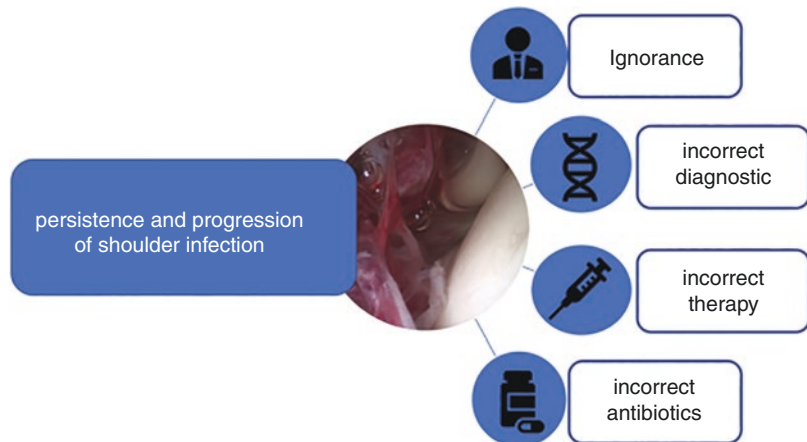 persistence and progression
of shoulder infection
Ignorance
incorrect
diagnostic
incorrect
therapy
incorrect
antibiotics